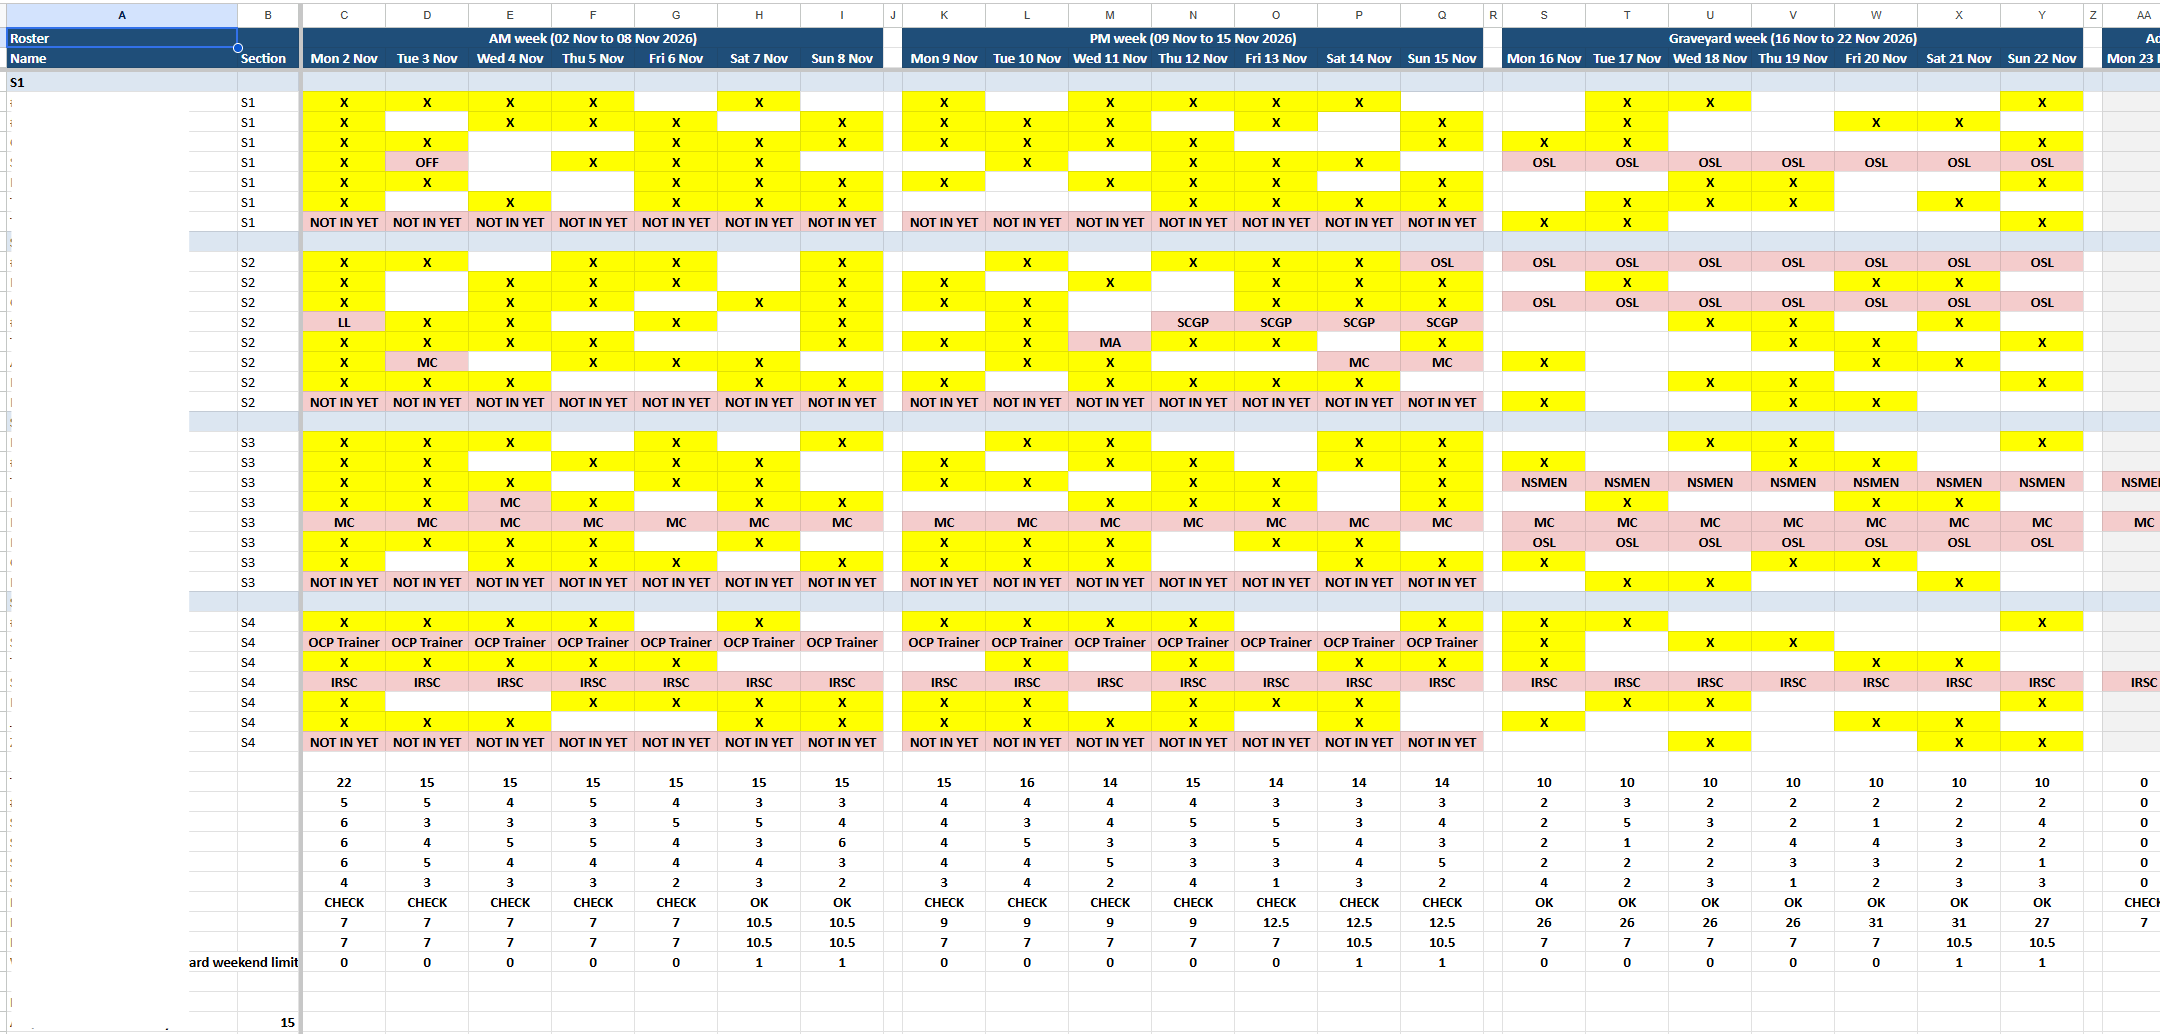 A B C D E F G H I J K L M N O P Q R S T U V W X Y Z AA
Roster AM week (02 Nov to 08 Nov 2026) PM week (09 Nov to 15 Nov 2026) Graveyard week (16 Nov to 22 Nov 2026)
Name Section Mon 2 Nov Tue 3 Nov Wed 4 Nov Thu 5 Nov Fri 6 Nov Sat 7 Nov Sun 8 Nov Mon 9 Nov Tue 10 Nov Wed 11 Nov Thu 12 Nov Fri 13 Nov Sat 14 Nov Sun 15 Nov Mon 16 Nov Tue 17 Nov Wed 18 Nov Thu 19 Nov Fri 20 Nov Sat 21 Nov Sun 22 Nov Mon 23
S1
S1 X X X X X X X X X X X X X
S1 X X X X X X X X X X X X X
S1 X X X X X X X X X X X X X
S1 X OFF X X X X X X X OSL OSL OSL OSL OSL OSL OSL
S1 X X X X X X X X X X X X X
S1 X X X X X X X X X X X X X
S1 NOT IN YET NOT IN YET NOT IN YET NOT IN YET NOT IN YET NOT IN YET NOT IN YET NOT IN YET NOT IN YET NOT IN YET NOT IN YET NOT IN YET NOT IN YET NOT IN YET X X X
S2 X X X X X X X X X OSL OSL OSL OSL OSL OSL OSL OSL
S2 X X X X X X X X X X X X X
S2 X X X X X X X X X X OSL OSL OSL OSL OSL OSL OSL
S2 LL X X X X X SCGP SCGP SCGP SCGP X X X
S2 X X X X X X X MA X X X X X X
S2 X MC X X X X X MC MC X X X
S2 X X X X X X X X X X X X X
S2 NOT IN YET NOT IN YET NOT IN YET NOT IN YET NOT IN YET NOT IN YET NOT IN YET NOT IN YET NOT IN YET NOT IN YET NOT IN YET NOT IN YET NOT IN YET NOT IN YET X X X
S3 X X X X X X X X X X X X
S3 X X X X X X X X X X X X X
S3 X X X X X X X X X X NSMEN NSMEN NSMEN NSMEN NSMEN NSMEN NSMEN
S3 X X MC X X X X X X X X X X
S3 MC MC MC MC MC MC MC MC MC MC MC MC MC MC MC MC MC MC MC MC MC MC
S3 X X X X X X X X X X OSL OSL OSL OSL OSL OSL OSL
S3 X X X X X X X X X X X X X
S3 NOT IN YET NOT IN YET NOT IN YET NOT IN YET NOT IN YET NOT IN YET NOT IN YET NOT IN YET NOT IN YET NOT IN YET NOT IN YET NOT IN YET NOT IN YET NOT IN YET X X X
S4 X X X X X X X X X X X X X
S4 OCP Trainer OCP Trainer OCP Trainer OCP Trainer OCP Trainer OCP Trainer OCP Trainer OCP Trainer OCP Trainer OCP Trainer OCP Trainer OCP Trainer OCP Trainer OCP Trainer X X X
S4 X X X X X X X X X X X X
S4 IRSC IRSC IRSC IRSC IRSC IRSC IRSC IRSC IRSC IRSC IRSC IRSC IRSC IRSC IRSC IRSC IRSC IRSC IRSC IRSC IRSC IRSC
S4 X X X X X X X X X X X X X
S4 X X X X X X X X X X X X X
S4 NOT IN YET NOT IN YET NOT IN YET NOT IN YET NOT IN YET NOT IN YET NOT IN YET NOT IN YET NOT IN YET NOT IN YET NOT IN YET NOT IN YET NOT IN YET NOT IN YET X X X
22 15 15 15 15 15 15 15 16 14 15 14 14 14 10 10 10 10 10 10 10 0
5 5 4 5 4 3 3 4 4 4 4 3 3 3 2 3 2 2 2 2 2 0
6 3 3 3 5 5 4 4 3 4 5 5 3 4 2 5 3 2 1 2 4 0
6 4 5 5 4 3 6 4 5 3 3 5 4 3 2 1 2 4 4 3 2 0
6 5 4 4 4 4 3 4 4 5 3 3 4 5 2 2 2 3 3 2 1 0
4 3 3 3 2 3 2 3 4 2 4 1 3 2 4 2 3 1 2 3 3 0
CHECK CHECK CHECK CHECK CHECK OK OK CHECK CHECK CHECK CHECK CHECK CHECK CHECK OK OK OK OK OK OK OK
7 7 7 7 7 10.5 10.5 9 9 9 9 12.5 12.5 12.5 26 26 26 26 31 31 27 7
7 7 7 7 7 10.5 10.5 7 7 7 7 7 10.5 10.5 7 7 7 7 7 10.5 10.5
ard weekend limit 0 0 0 0 0 1 1 0 0 0 0 0 1 1 0 0 0 0 0 1 1
15